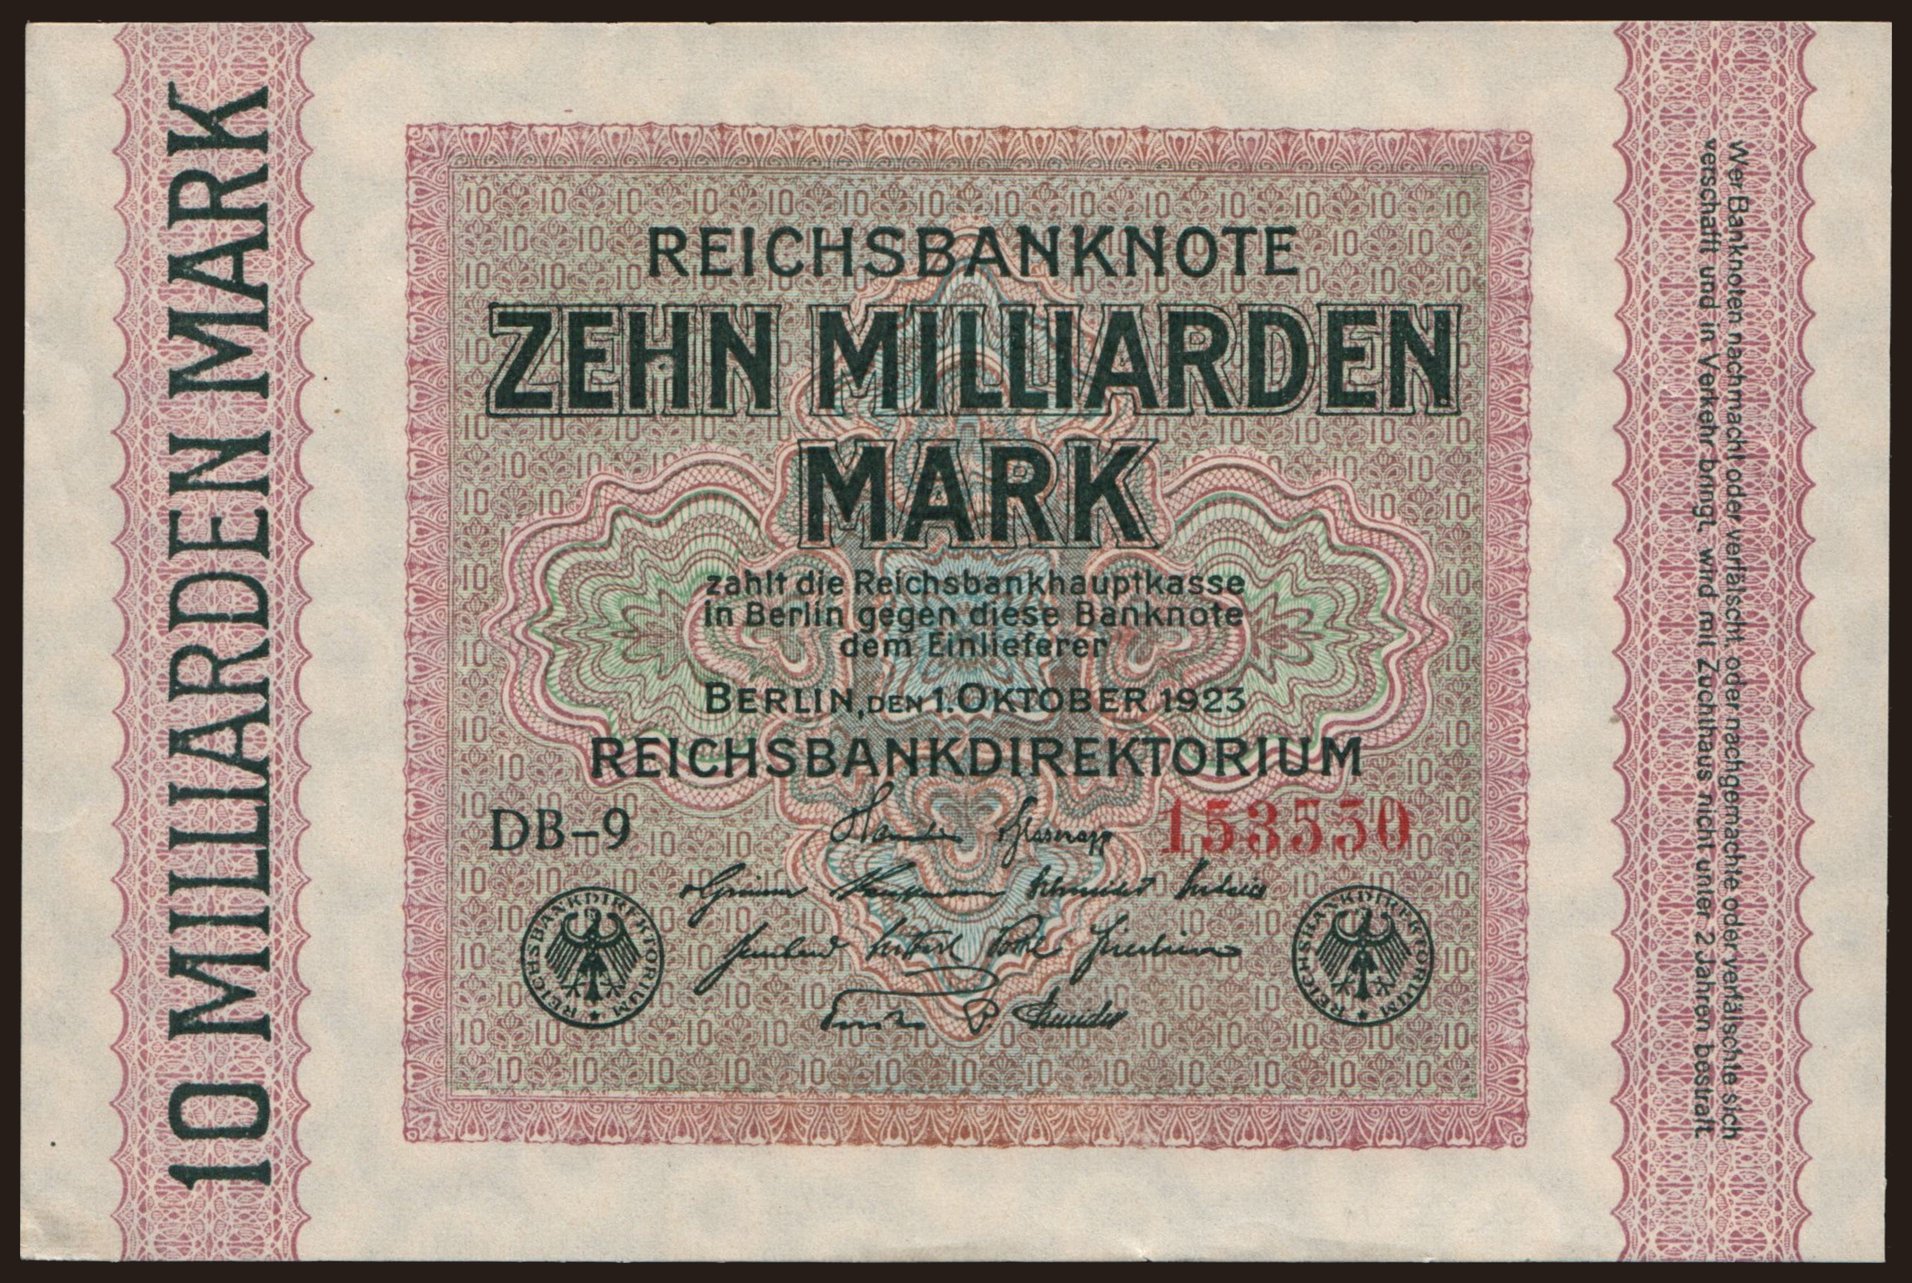 10 MILLIARDEN MARK
REICHSBANKNOTE
ZEHN MILLIARDEN
MARK
zahlt die Reichsbankhauptkasse
in Berlin gegen diese Banknote
dem Einlieferer
BERLIN, DEN 1. OKTOBER 1923
REICHSBANKDIREKTORIUM
DB-9
153550
REICHSBANKDIREKTORIUM
REICHSBANKDIREKTORIUM
Wer Banknoten nachmacht oder verfälscht, oder nachgemachte oder verfälschte sich
verschafft und in Verkehr bringt, wird mit Zuchthaus nicht unter 2 Jahren bestraft.